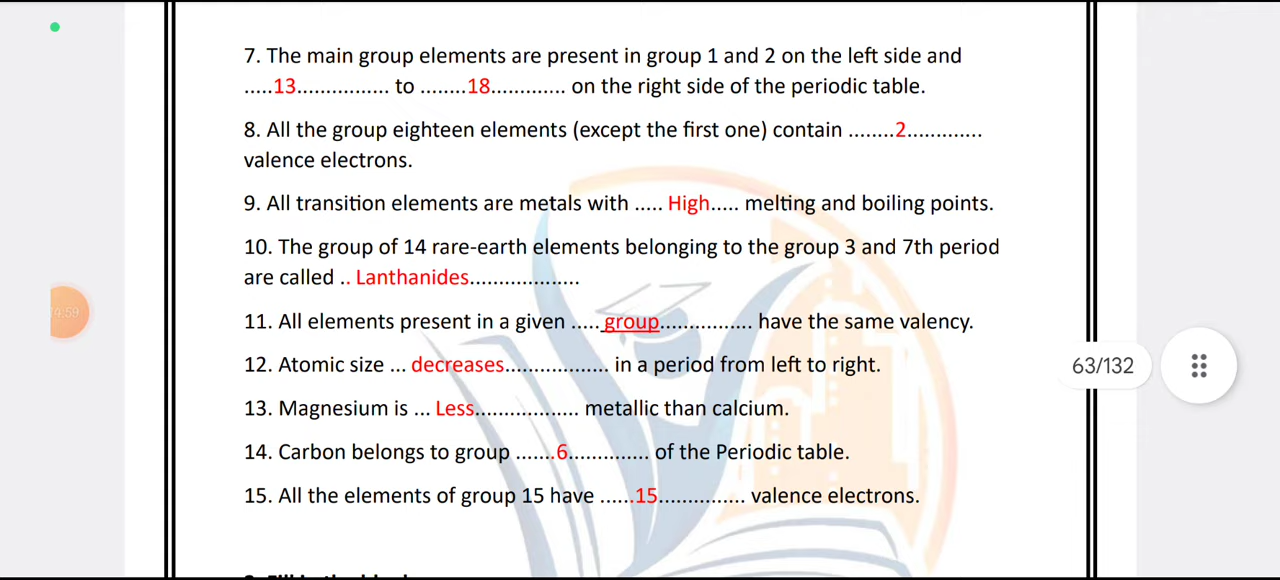 7. The main group elements are present in group 1 and 2 on the left side and
.....13............... to ........18............. on the right side of the periodic table.
8. All the group eighteen elements (except the first one) contain ........2.............
valence electrons.
9. All transition elements are metals with ..... High..... melting and boiling points.
10. The group of 14 rare-earth elements belonging to the group 3 and 7th period
are called .. Lanthanides...................
11. All elements present in a given ..... group................ have the same valency.
12. Atomic size ... decreases.................. in a period from left to right.
13. Magnesium is ... Less.................. metallic than calcium.
14. Carbon belongs to group .......6.............. of the Periodic table.
15. All the elements of group 15 have ......15............... valence electrons.
63/132